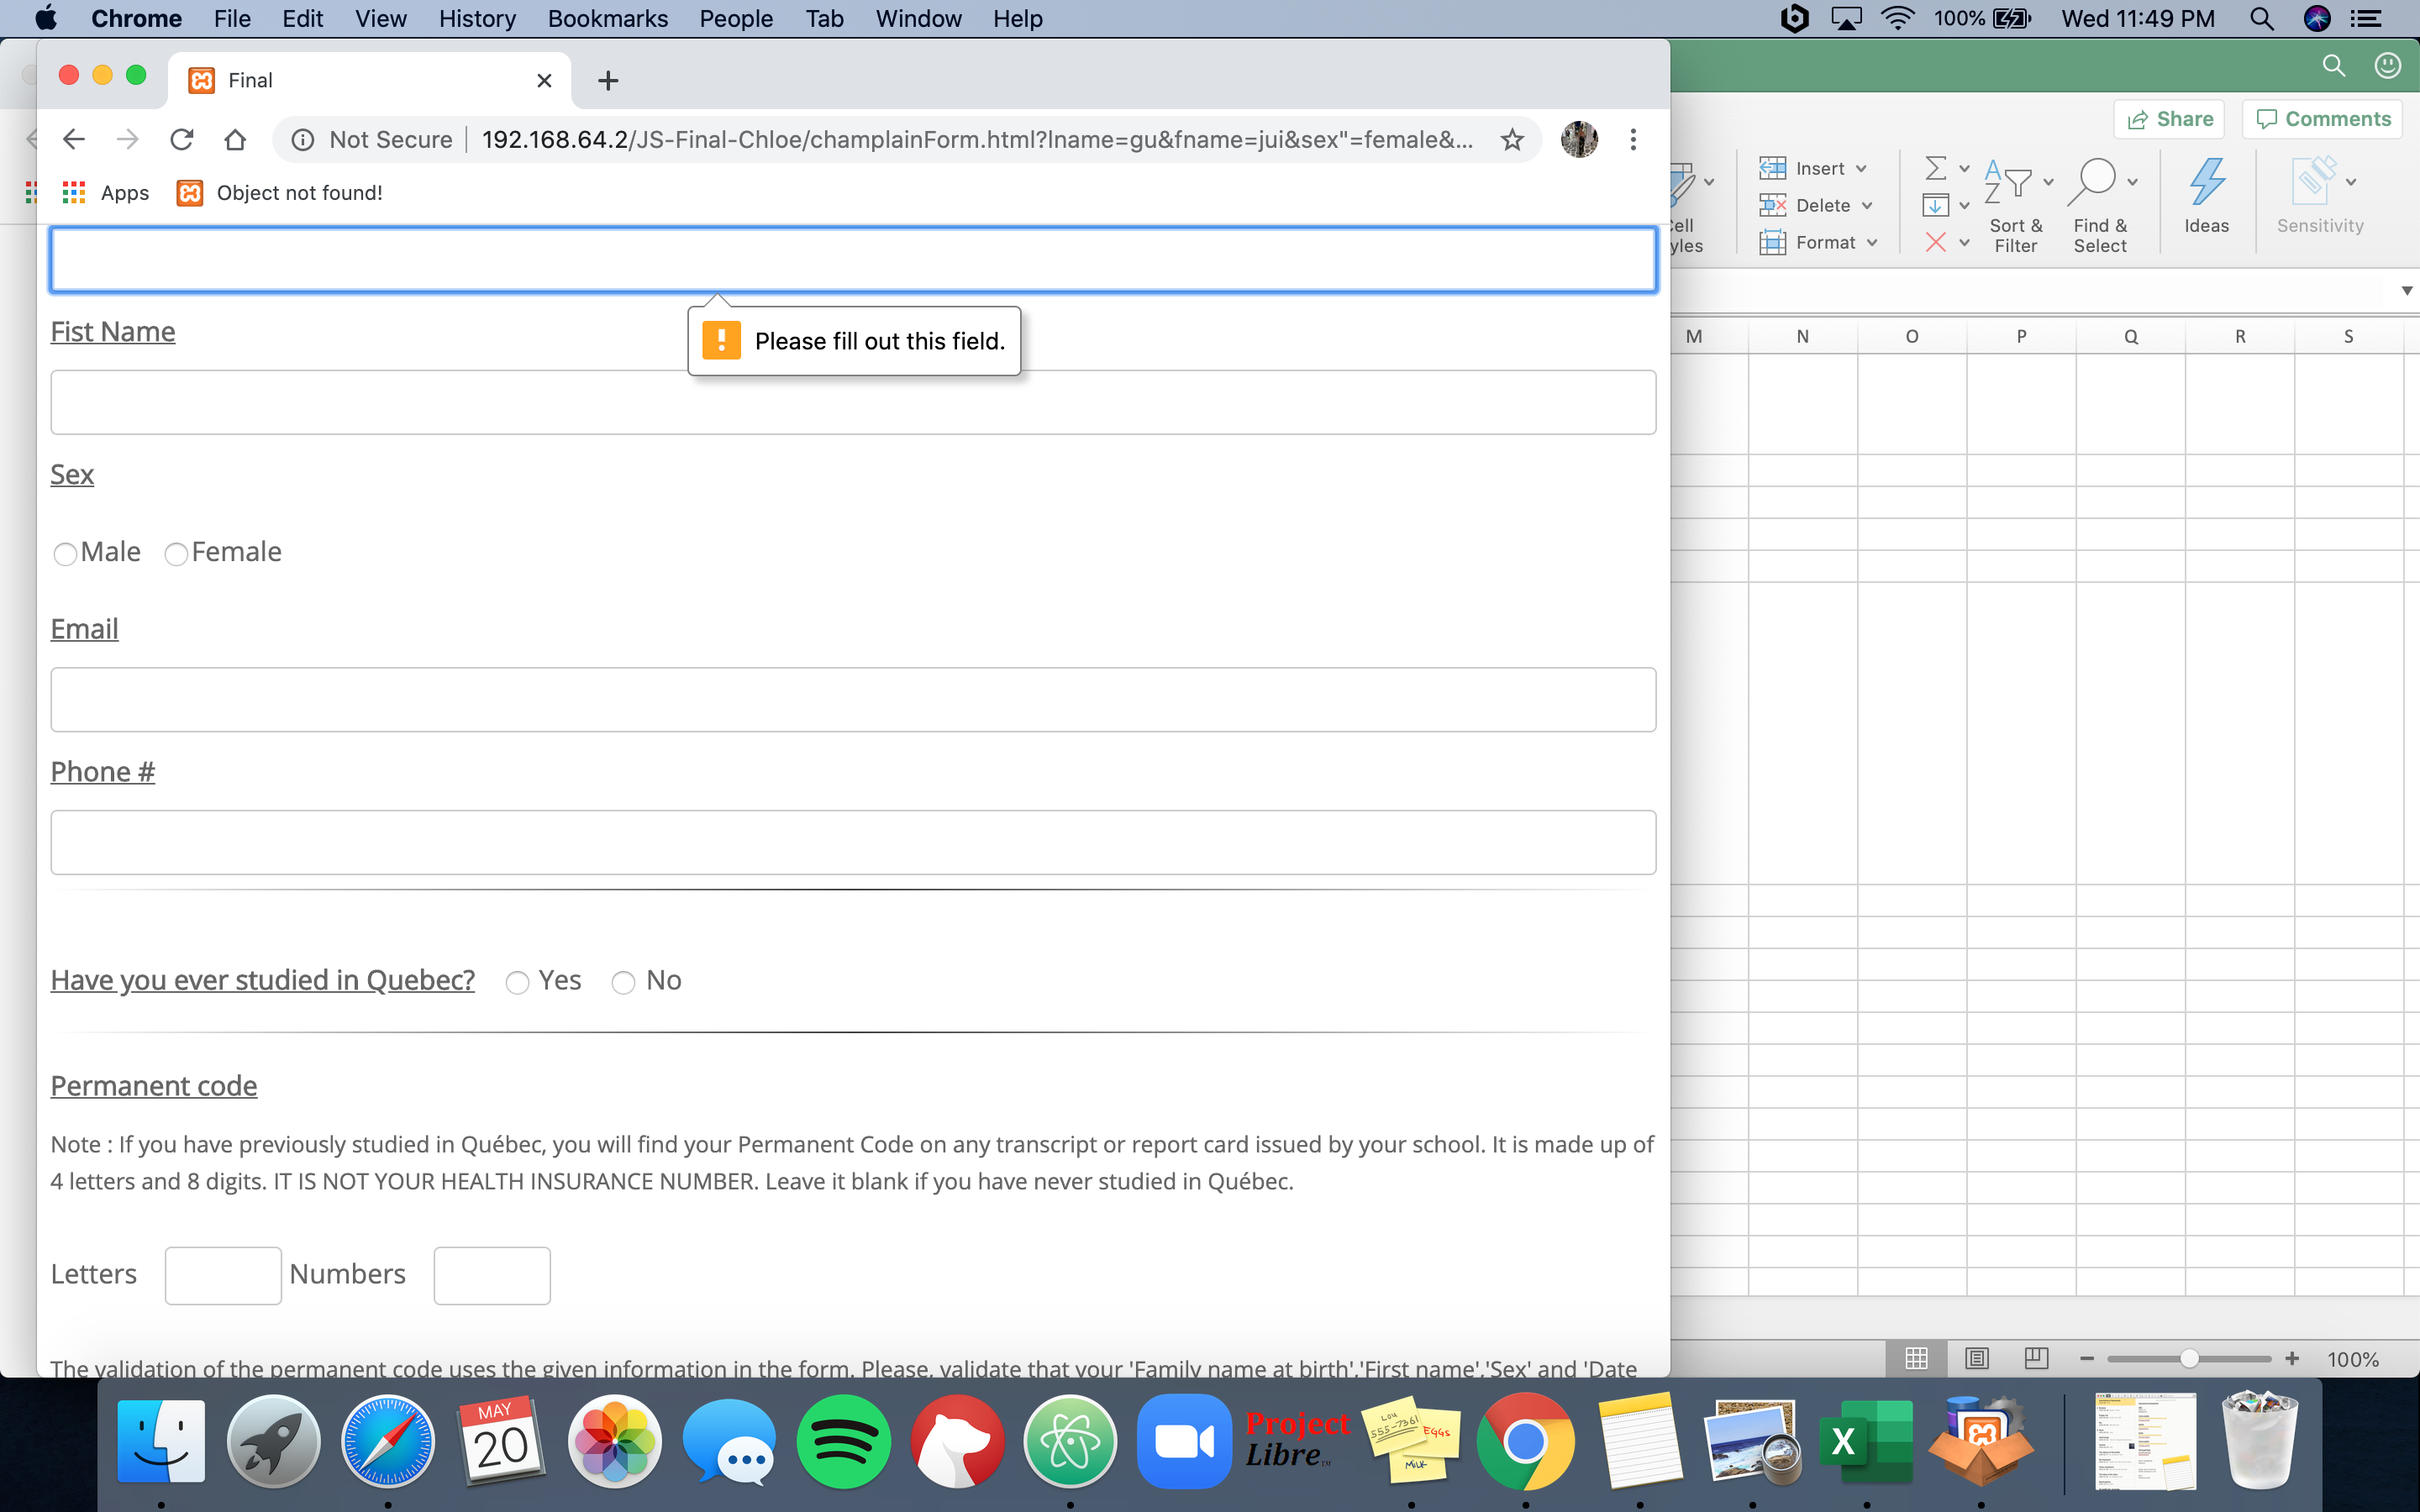 Chrome File Edit View History Bookmarks People Tab Window Help 100% Wed 11:49 PM
Final
Not Secure 192.168.64.2/JS-Final-Chloe/champlainForm.html?lname=gu&fname=jui&sex"=female&...
Apps Object not found!
Share Comments
Insert
Delete
Format
Sort &
Filter
Find &
Select
Ideas
Sensitivity
M N O P Q R S
Please fill out this field.
Fist Name
Sex
Male Female
Email
Phone #
Have you ever studied in Quebec? Yes No
Permanent code
Note : If you have previously studied in Québec, you will find your Permanent Code on any transcript or report card issued by your school. It is made up of
4 letters and 8 digits. IT IS NOT YOUR HEALTH INSURANCE NUMBER. Leave it blank if you have never studied in Québec.
Letters Numbers
The validation of the permanent code uses the given information in the form. Please, validate that your 'Family name at birth','First name','Sex' and 'Date
100%
MAY
20
Project
Libre
LOU
555-7361
EGGS
MILK
X